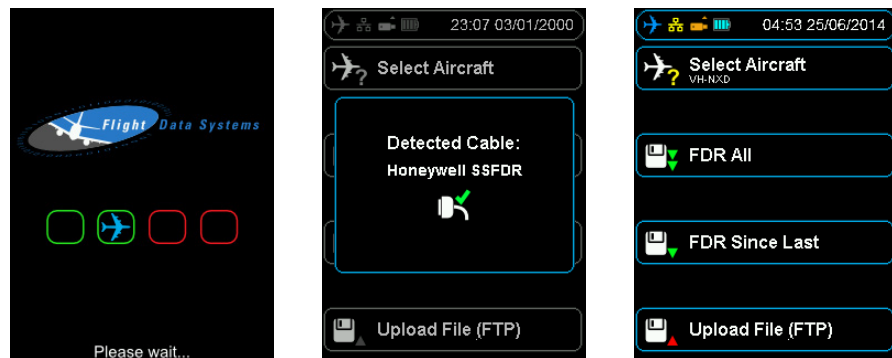 Flight Data Systems
Please wait...
23:07 03/01/2000
Select Aircraft
Detected Cable:
Honeywell SSFDR
Upload File (FTP)
04:53 25/06/2014
Select Aircraft
VH-NXD
FDR All
FDR Since Last
Upload File (FTP)